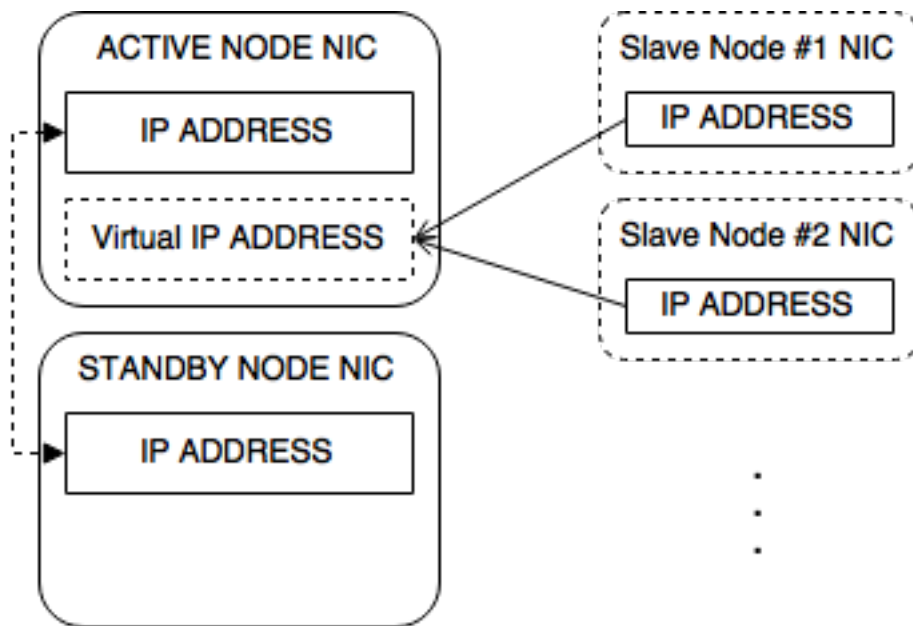 ACTIVE NODE NIC
IP ADDRESS
Virtual IP ADDRESS
STANDBY NODE NIC
IP ADDRESS
Slave Node #1 NIC
IP ADDRESS
Slave Node #2 NIC
IP ADDRESS
.
.
.